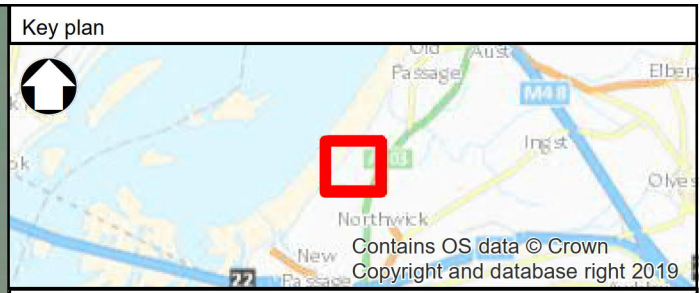 Key plan
Old
Aust
Passage
Elber
M48
Ingst
03
Olves
Northwick
New
Contains OS data © Crown
22
Passage
Copyright and database right 2019